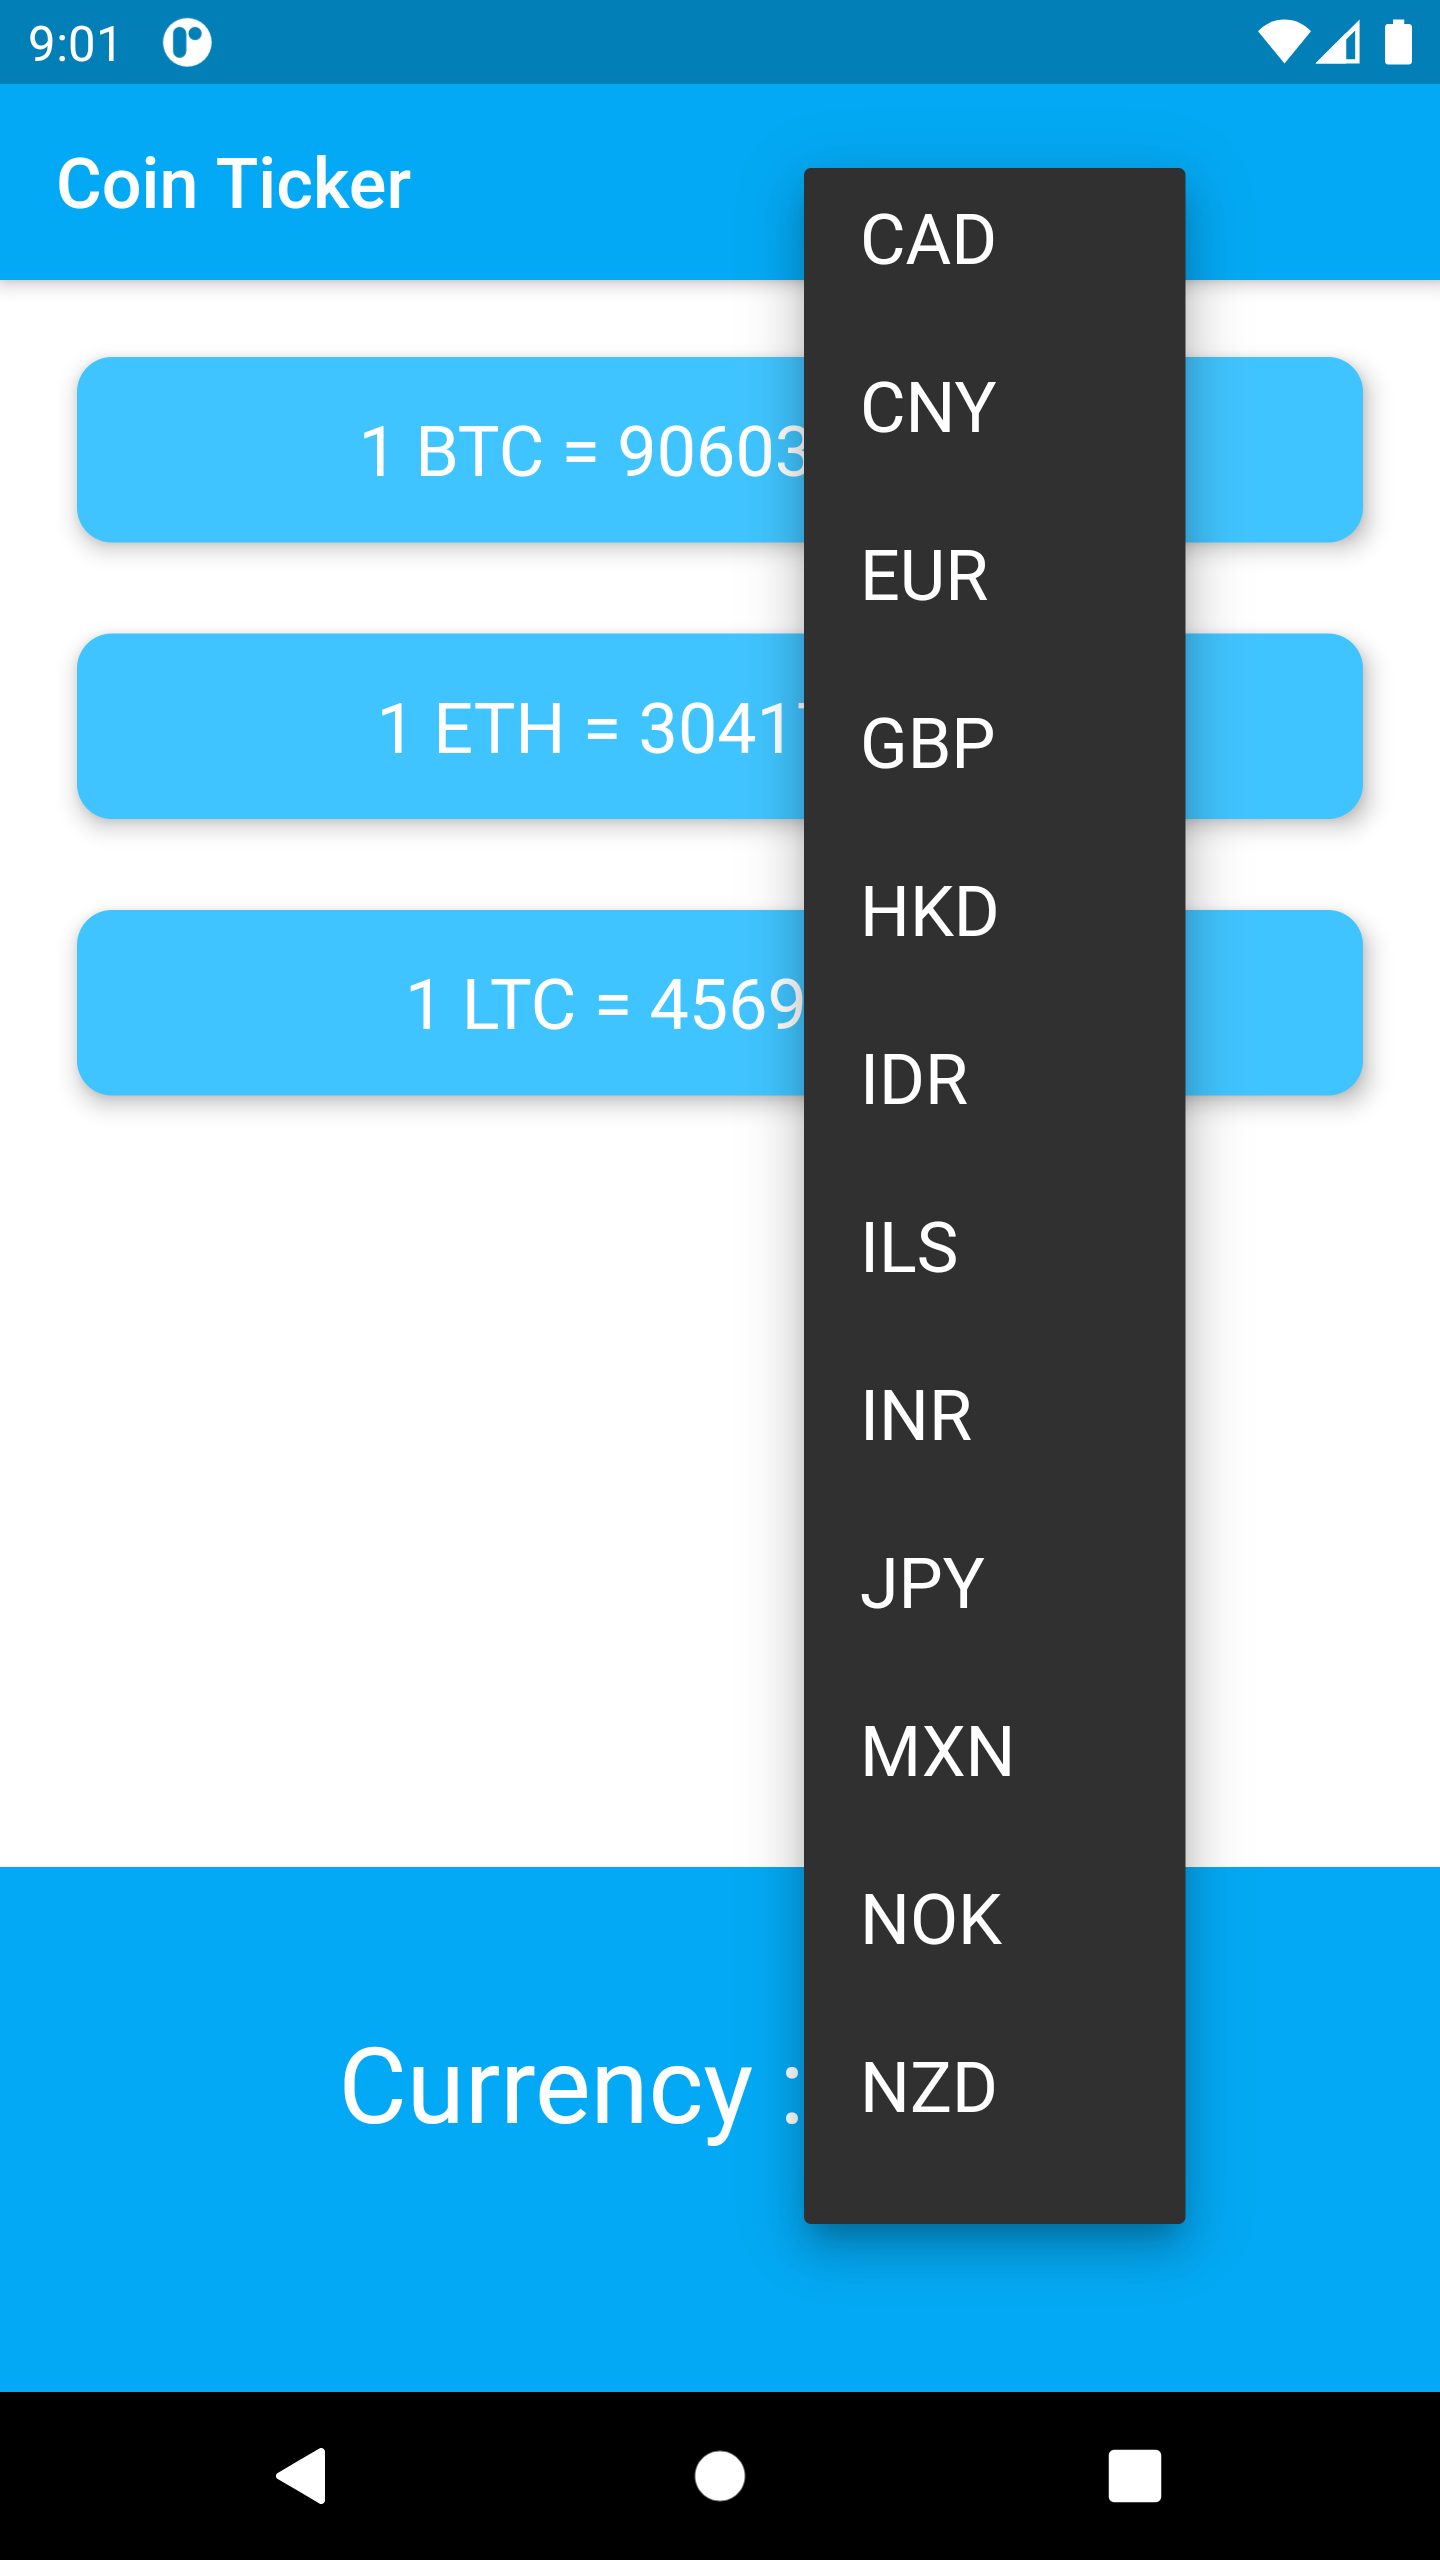 9:01
Coin Ticker
1 BTC = 90603
1 ETH = 3041
1 LTC = 4569
Currency :
CAD
CNY
EUR
GBP
HKD
IDR
ILS
INR
JPY
MXN
NOK
NZD